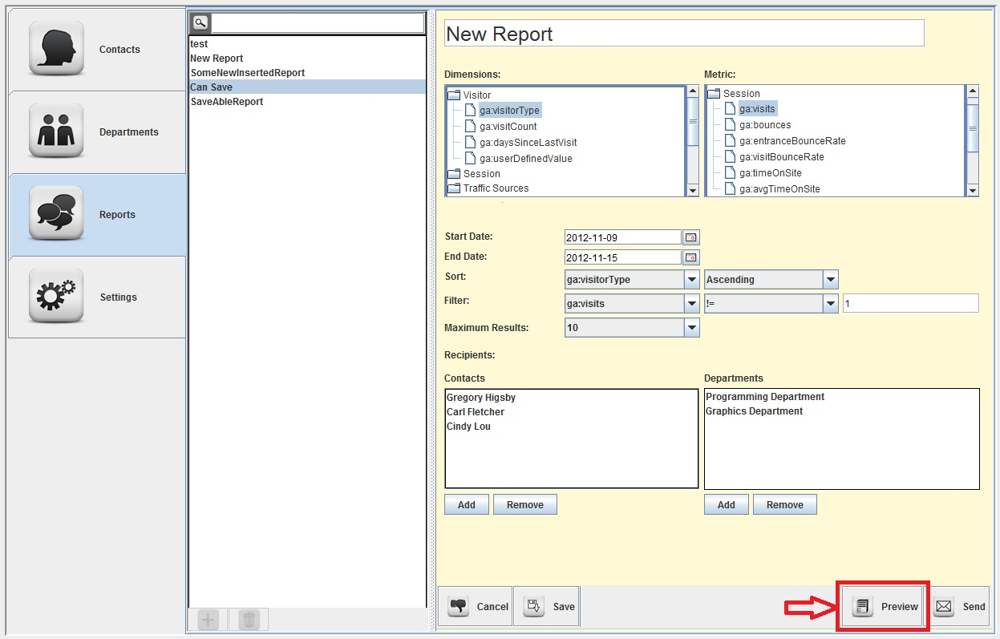 Contacts
Departments
Reports
Settings
test
New Report
SomeNewInsertedReport
Can Save
SaveAbleReport
New Report
Dimensions:
Visitor
ga:visitorType
ga:visitCount
ga:daysSinceLastVisit
ga:userDefinedValue
Session
Traffic Sources
Metric:
Session
ga:visits
ga:bounces
ga:entranceBounceRate
ga:visitBounceRate
ga:timeOnSite
ga:avgTimeOnSite
Start Date: 2012-11-09
End Date: 2012-11-15
Sort: ga:visitorType Ascending
Filter: ga:visits != 1
Maximum Results: 10
Recipients:
Contacts
Gregory Higsby
Carl Fletcher
Cindy Lou
Add Remove
Departments
Programming Department
Graphics Department
Add Remove
Cancel Save Preview Send